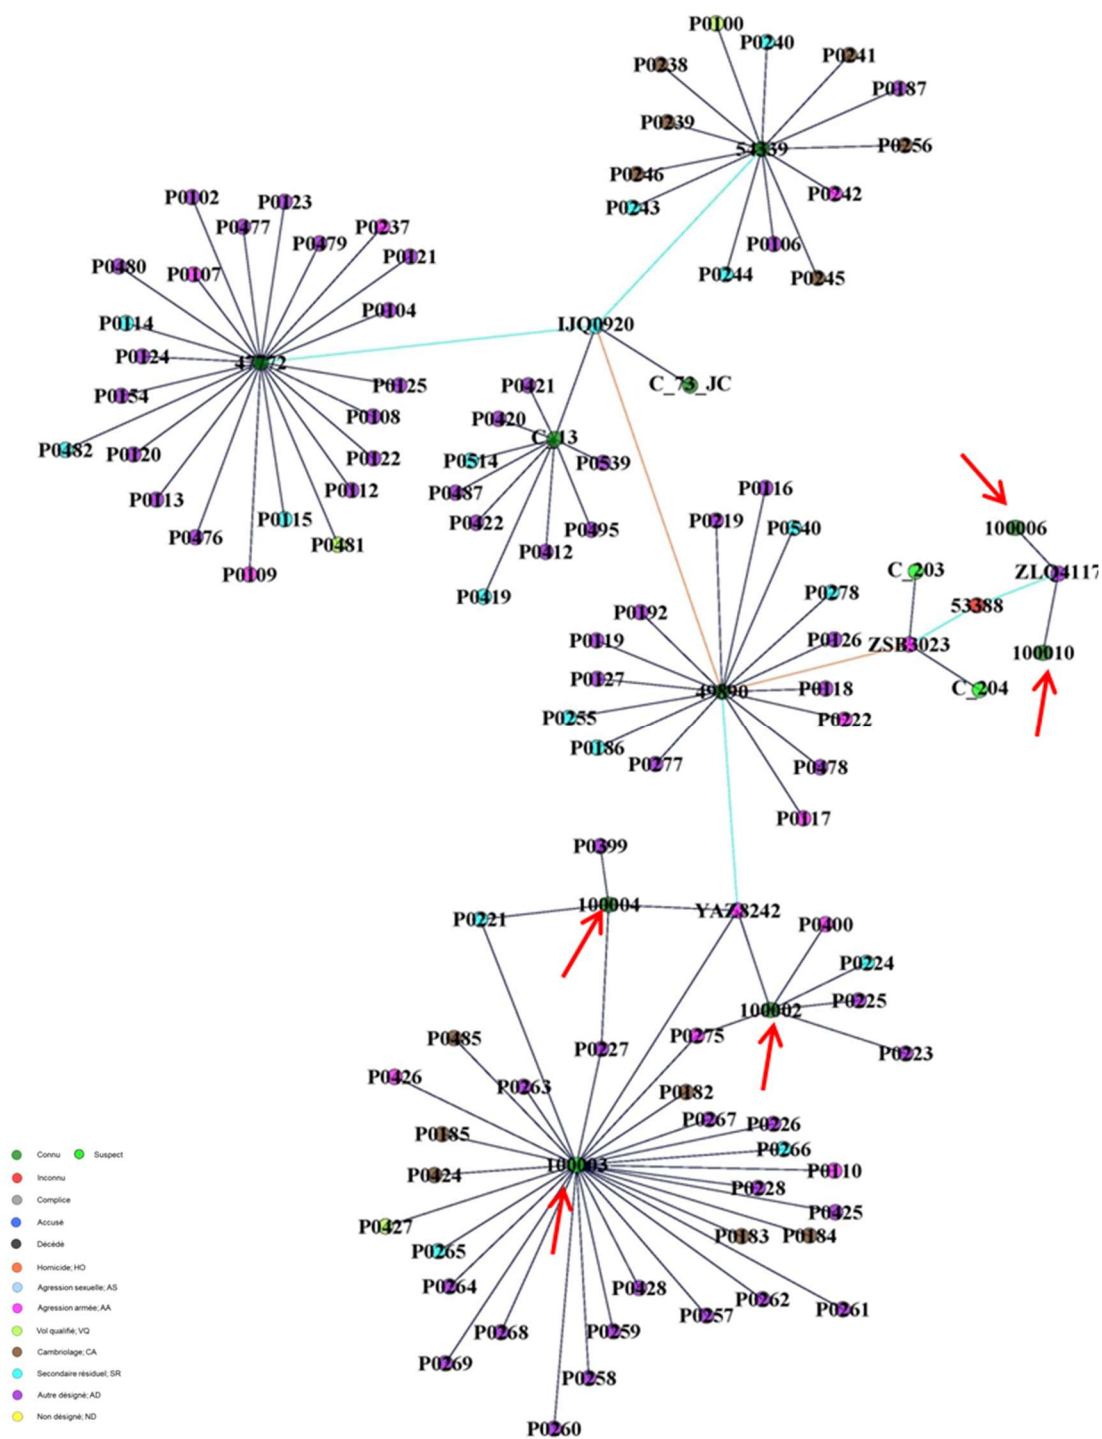 P0100
P0240
P0241
P0238
P0187
P0239
P0256
54339
P0246
P0242
P0243
P0106
P0244
P0245
P0102
P0123
P0477
P0237
P0479
P0121
P0480
P0107
P0104
P0114
IJQ0920
P0124
C_73_JC
P0125
P0154
P0421
P0108
P0420
P0482
P0120
P0122
P0514
P0539
P0113
P0112
P0487
P0476
P0115
P0481
P0422
P0495
P0412
P0109
P0419
P0116
P0219
P0540
100006
C_203
ZLQ4117
P0278
53388
P0192
P0119
P0126
ZSB3023
100010
P0127
49890
P0118
C_204
P0255
P0222
P0186
P0277
P0478
P0117
P0399
100004
P0221
YAZ8242
P0400
P0224
P0225
100002
P0485
P0227
P0275
P0223
P0426
P0263
P0182
P0267
P0226
P0185
P0266
P0424
100003
P0110
P0228
P0427
P0425
P0265
P0183
P0184
P0264
P0428
P0262
P0261
P0257
P0268
P0259
P0269
P0258
P0260
Connu Suspect
Inconnu
Complice
Accusé
Décédé
Homicide; HO
Agression sexuelle; AS
Agression armée; AA
Vol qualifié; VQ
Cambriolage; CA
Secondaire résiduel; SR
Autre désigné; AD
Non désigné; ND